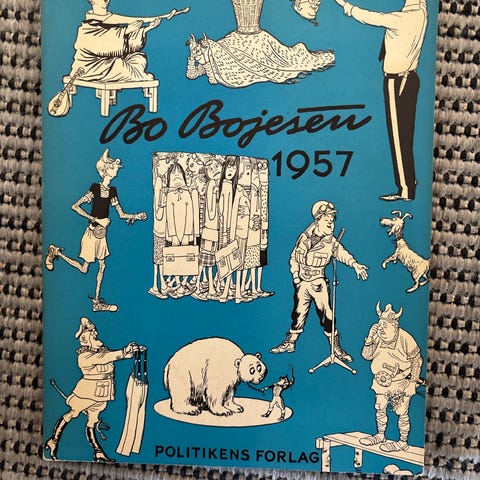 Bo Bojesen
1957
POLITIKENS FORLAG